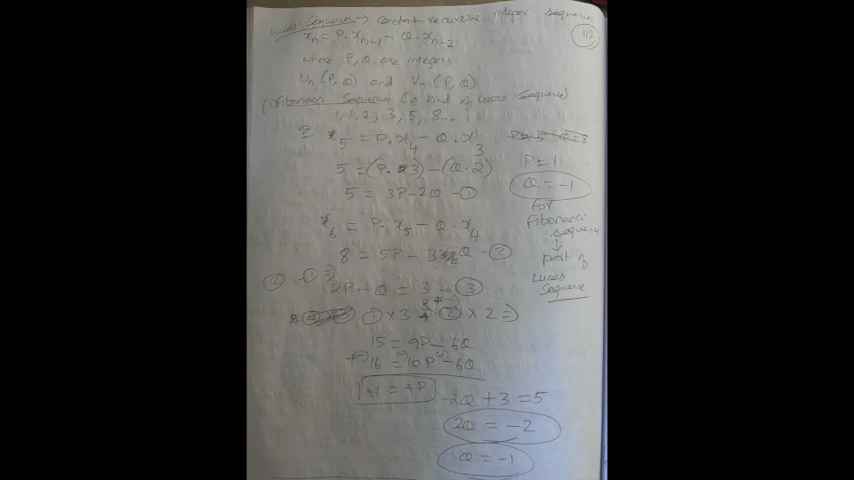 Lucas Sequence → Constant-recursive integer sequence
112
xn = P.xn-1 - Q.xn-2
where P, Q are integers
Un (P,Q) and Vn (P,Q)
(1) Fibonacci Sequence (a kind of Lucas Sequence)
1, 1, 2, 3, 5, 8...
x5 = P.x4 - Q.x3
5 = (P.3) - (Q.2)
5 = 3P-2Q -①
x6 = P.x5 - Q.x4
8 = 5P - 3Q -②
② - ① ⇒
2P - Q = 3 - ③
① x 3 ② x 2 ⇒
15 = 9P - 6Q
16 = 10P - 6Q
+1 = +P
-2Q + 3 = 5
2Q = -2
Q = -1
P = 1
Q = -1
for
Fibonacci
Sequence
↓
part of
Lucas
Sequence